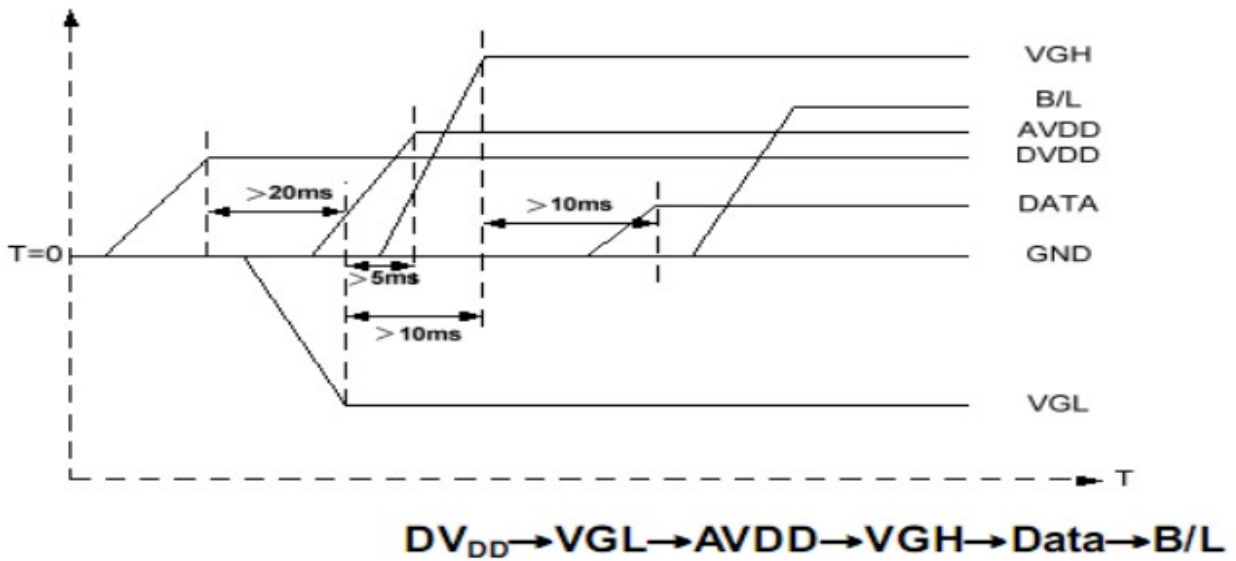 VGH
B/L
AVDD
DVDD
>20ms
>10ms
DATA
T=0
GND
>5ms
>10ms
VGL
T
DVDD→VGL→AVDD→VGH→Data→B/L